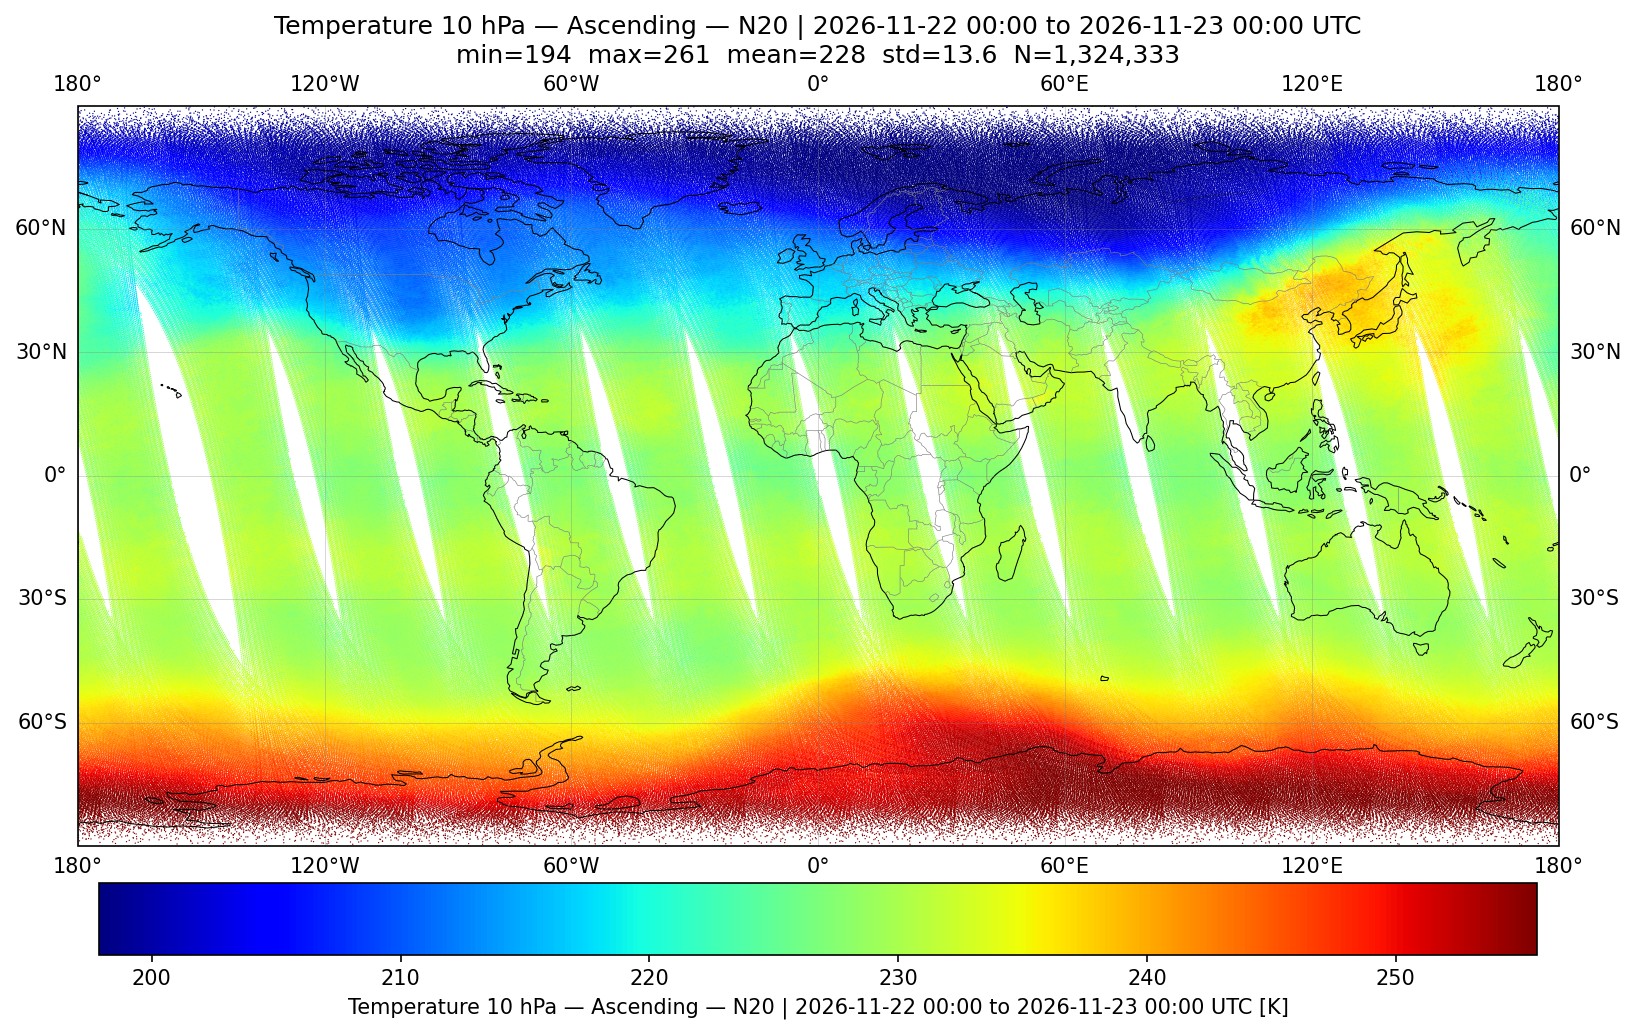 Temperature 10 hPa — Ascending — N20 | 2026-11-22 00:00 to 2026-11-23 00:00 UTC
min=194 max=261 mean=228 std=13.6 N=1,324,333
180° 120°W 60°W 0° 60°E 120°E 180°
60°N 60°N
30°N 30°N
0° 0°
30°S 30°S
60°S 60°S
180° 120°W 60°W 0° 60°E 120°E 180°
200 210 220 230 240 250
Temperature 10 hPa — Ascending — N20 | 2026-11-22 00:00 to 2026-11-23 00:00 UTC [K]